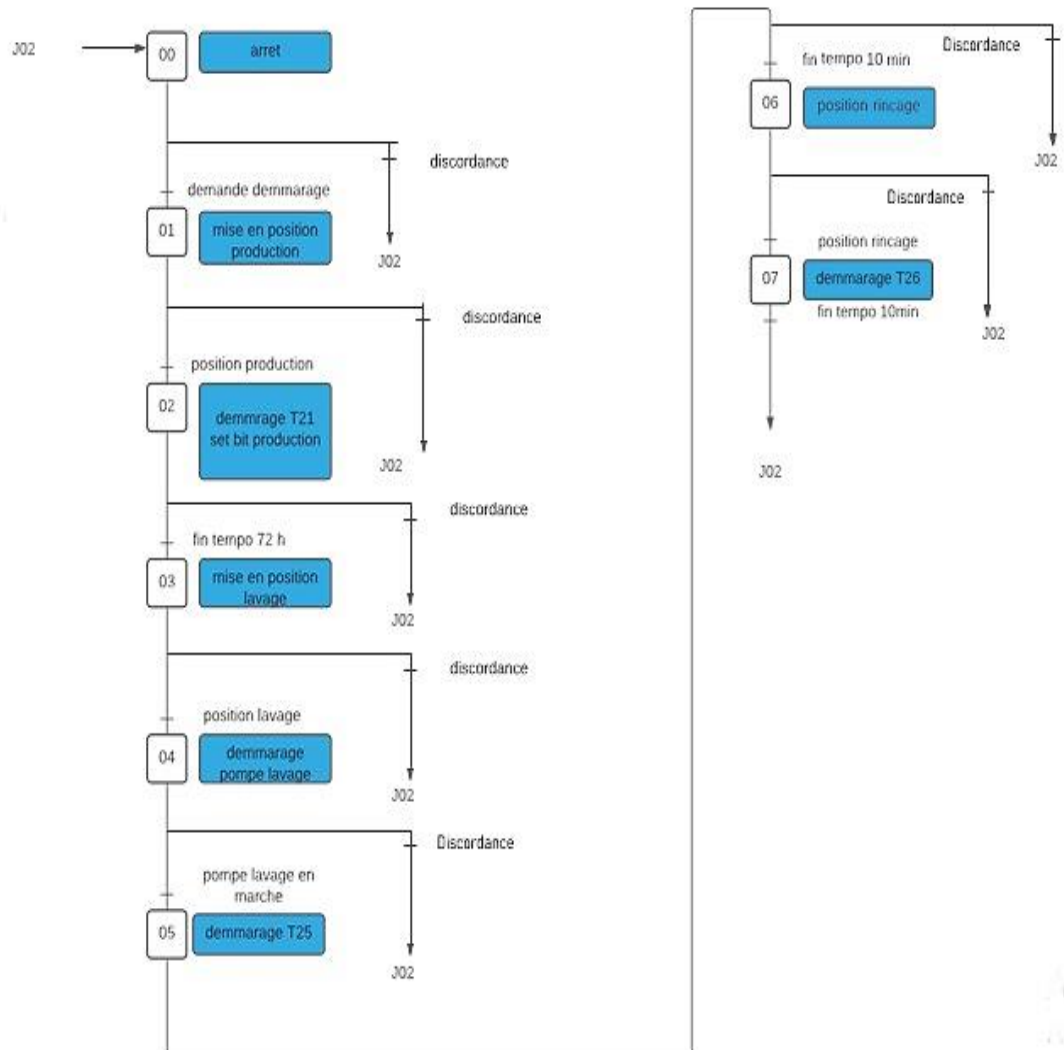 J02
00
arret
discordance
demande demmarage
01
mise en position
production
J02
discordance
position production
02
demmrage T21
set bit production
J02
discordance
fin tempo 72 h
03
mise en position
lavage
J02
discordance
position lavage
04
demmarage
pompe lavage
J02
Discordance
pompe lavage en
marche
05
demmarage T25
J02
Discordance
fin tempo 10 min
06
position rincage
J02
Discordance
position rincage
07
demmarage T26
fin tempo 10min
J02
J02